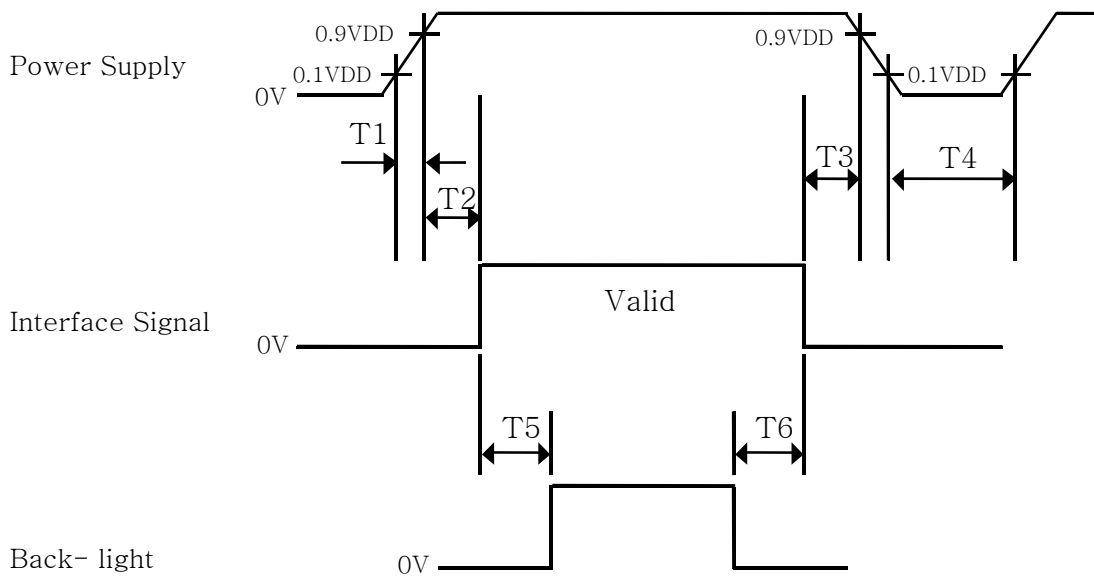 0.9VDD
0.9VDD
Power Supply
0.1VDD
0.1VDD
0V
T1
T3
T4
T2
Valid
Interface Signal
0V
T5
T6
Back- light
0V